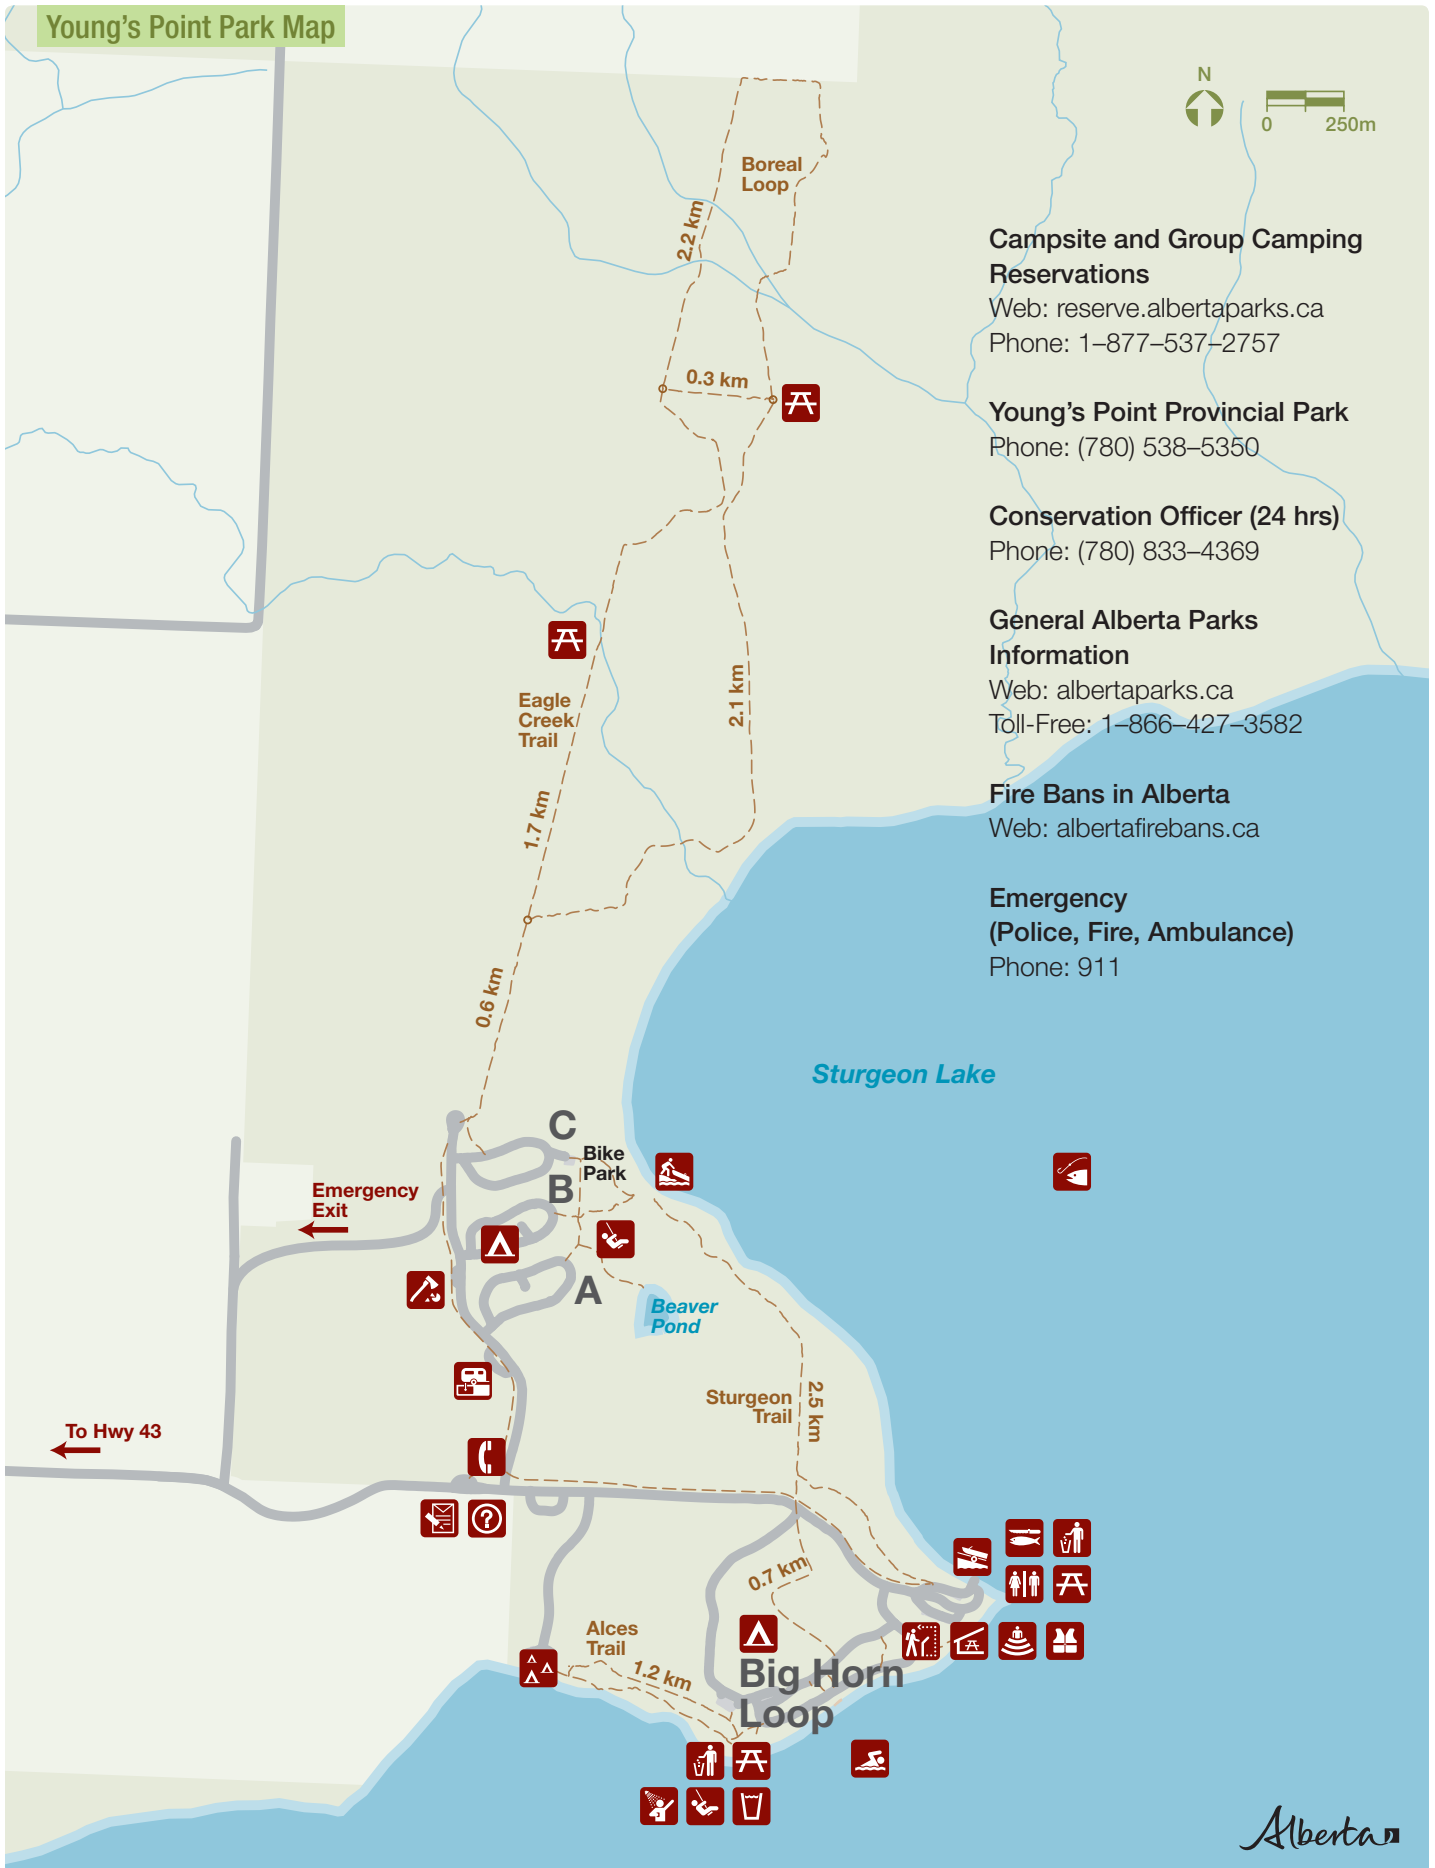 Young's Point Park Map
N
0 250m
Boreal
Loop
2.2 km
Campsite and Group Camping
Reservations
Web: reserve.albertaparks.ca
Phone: 1–877–537–2757
0.3 km
Young's Point Provincial Park
Phone: (780) 538–5350
Conservation Officer (24 hrs)
Phone: (780) 833–4369
General Alberta Parks
Information
Web: albertaparks.ca
Toll-Free: 1–866–427–3582
2.1 km
Eagle
Creek
Trail
1.7 km
Fire Bans in Alberta
Web: albertafirebans.ca
Emergency
(Police, Fire, Ambulance)
Phone: 911
0.6 km
Sturgeon Lake
C
Bike
Park
B
Emergency
Exit
A
Beaver
Pond
Sturgeon
Trail
2.5 km
To Hwy 43
?
0.7 km
Alces
Trail
1.2 km
Big Horn
Loop
Alberta